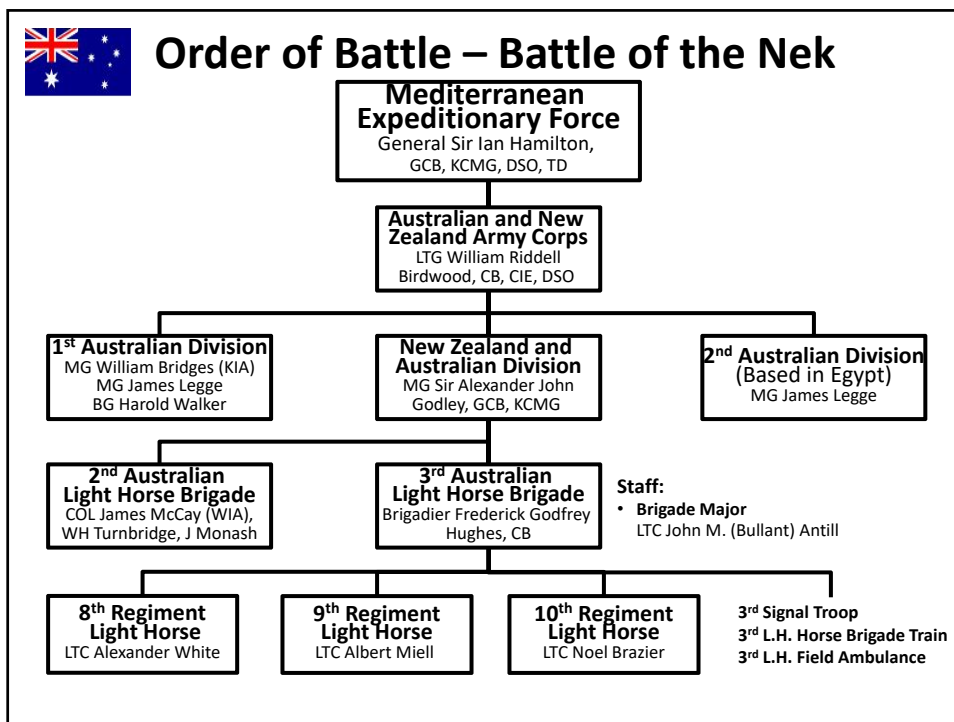 Order of Battle – Battle of the Nek
Mediterranean
Expeditionary Force
General Sir Ian Hamilton,
GCB, KCMG, DSO, TD
Australian and New
Zealand Army Corps
LTG William Riddell
Birdwood, CB, CIE, DSO
1st Australian Division
MG William Bridges (KIA)
MG James Legge
BG Harold Walker
New Zealand and
Australian Division
MG Sir Alexander John
Godley, GCB, KCMG
2nd Australian Division
(Based in Egypt)
MG James Legge
2nd Australian
Light Horse Brigade
COL James McCay (WIA),
WH Turnbridge, J Monash
3rd Australian
Light Horse Brigade
Brigadier Frederick Godfrey
Hughes, CB
Staff:
• Brigade Major
LTC John M. (Bullant) Antill
8th Regiment
Light Horse
LTC Alexander White
9th Regiment
Light Horse
LTC Albert Miell
10th Regiment
Light Horse
LTC Noel Brazier
3rd Signal Troop
3rd L.H. Horse Brigade Train
3rd L.H. Field Ambulance